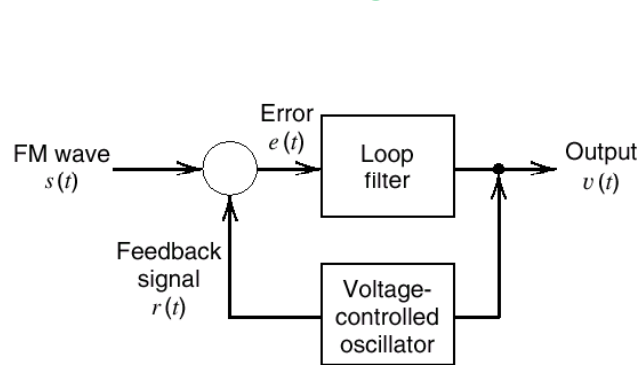 Error
e(t)
FM wave
s(t)
Loop
filter
Output
v(t)
Feedback
signal
r(t)
Voltage-
controlled
oscillator